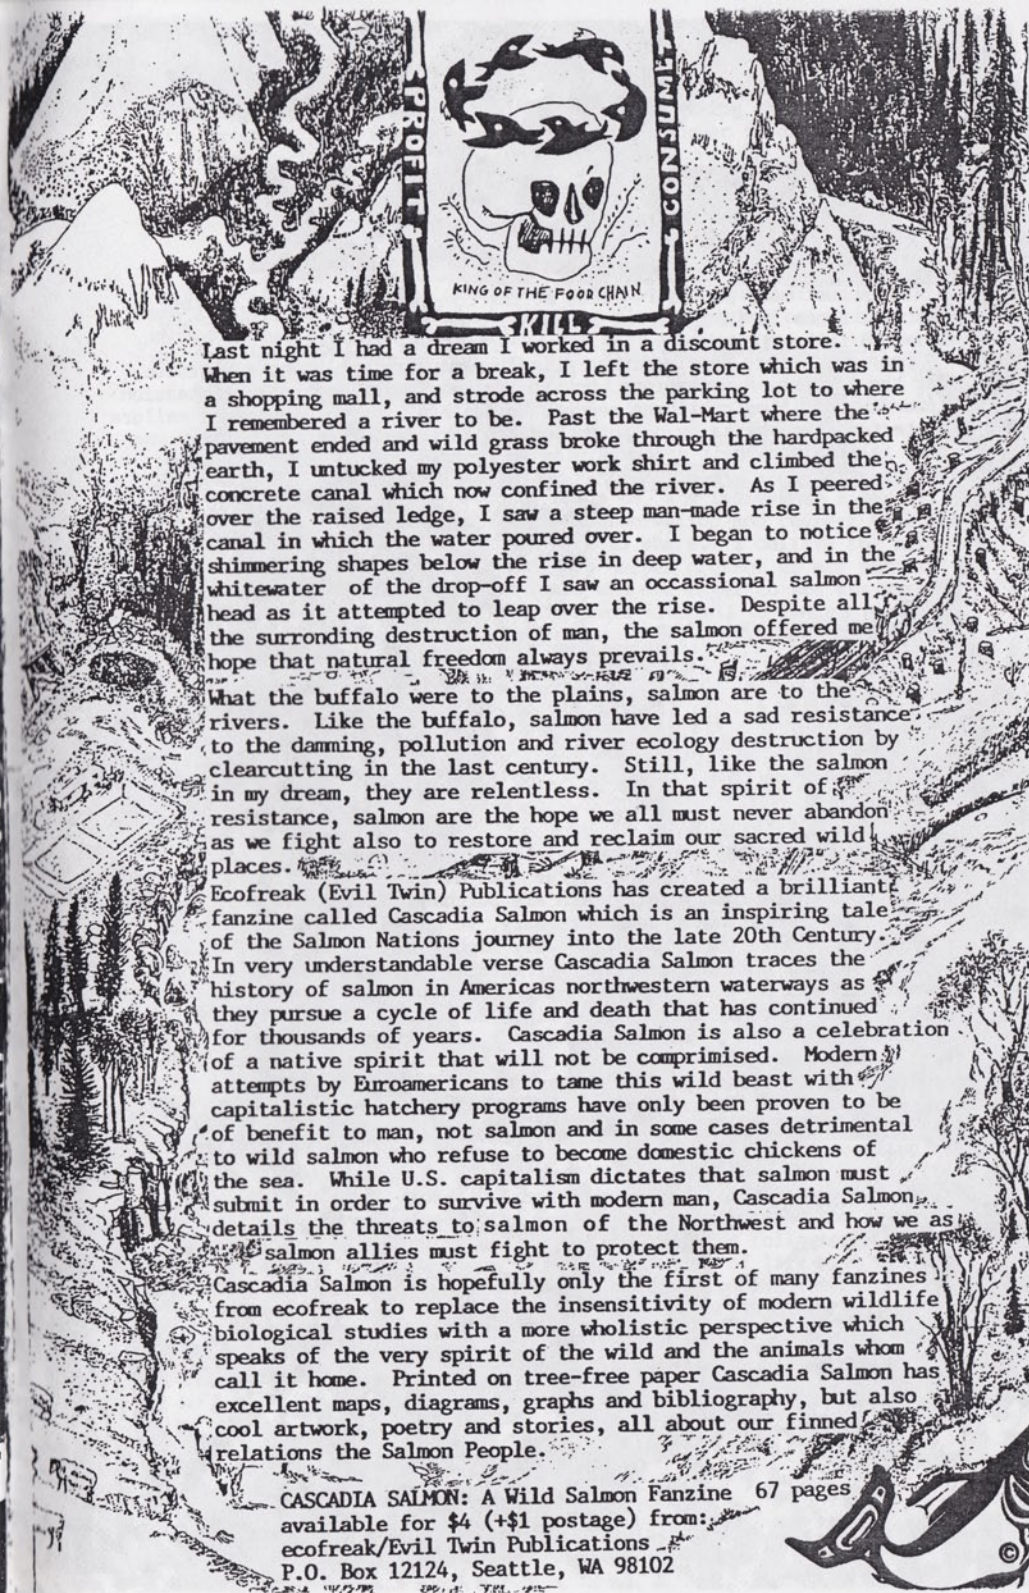 PROFIT
CONSUME
KING OF THE FOOD CHAIN
KILL
Last night I had a dream I worked in a discount store.
When it was time for a break, I left the store which was in
a shopping mall, and strode across the parking lot to where
I remembered a river to be. Past the Wal-Mart where the
pavement ended and wild grass broke through the hardpacked
earth, I untucked my polyester work shirt and climbed the
concrete canal which now confined the river. As I peered
over the raised ledge, I saw a steep man-made rise in the
canal in which the water poured over. I began to notice
shimmering shapes below the rise in deep water, and in the
whitewater of the drop-off I saw an occassional salmon
head as it attempted to leap over the rise. Despite all
the surronding destruction of man, the salmon offered me
hope that natural freedom always prevails.
What the buffalo were to the plains, salmon are to the
rivers. Like the buffalo, salmon have led a sad resistance
to the damming, pollution and river ecology destruction by
clearcutting in the last century. Still, like the salmon
in my dream, they are relentless. In that spirit of
resistance, salmon are the hope we all must never abandon
as we fight also to restore and reclaim our sacred wild
places.
Ecofreak (Evil Twin) Publications has created a brilliant
fanzine called Cascadia Salmon which is an inspiring tale
of the Salmon Nations journey into the late 20th Century.
In very understandable verse Cascadia Salmon traces the
history of salmon in Americas northwestern waterways as
they pursue a cycle of life and death that has continued
for thousands of years. Cascadia Salmon is also a celebration
of a native spirit that will not be comprimised. Modern
attempts by Euroamericans to tame this wild beast with
capitalistic hatchery programs have only been proven to be
of benefit to man, not salmon and in some cases detrimental
to wild salmon who refuse to become domestic chickens of
the sea. While U.S. capitalism dictates that salmon must
submit in order to survive with modern man, Cascadia Salmon
details the threats to salmon of the Northwest and how we as
salmon allies must fight to protect them.
Cascadia Salmon is hopefully only the first of many fanzines
from ecofreak to replace the insensitivity of modern wildlife
biological studies with a more wholistic perspective which
speaks of the very spirit of the wild and the animals whom
call it home. Printed on tree-free paper Cascadia Salmon has
excellent maps, diagrams, graphs and bibliography, but also
cool artwork, poetry and stories, all about our finned
relations the Salmon People.
CASCADIA SALMON: A Wild Salmon Fanzine 67 pages
available for $4 (+$1 postage) from:
ecofreak/Evil Twin Publications
P.O. Box 12124, Seattle, WA 98102
©